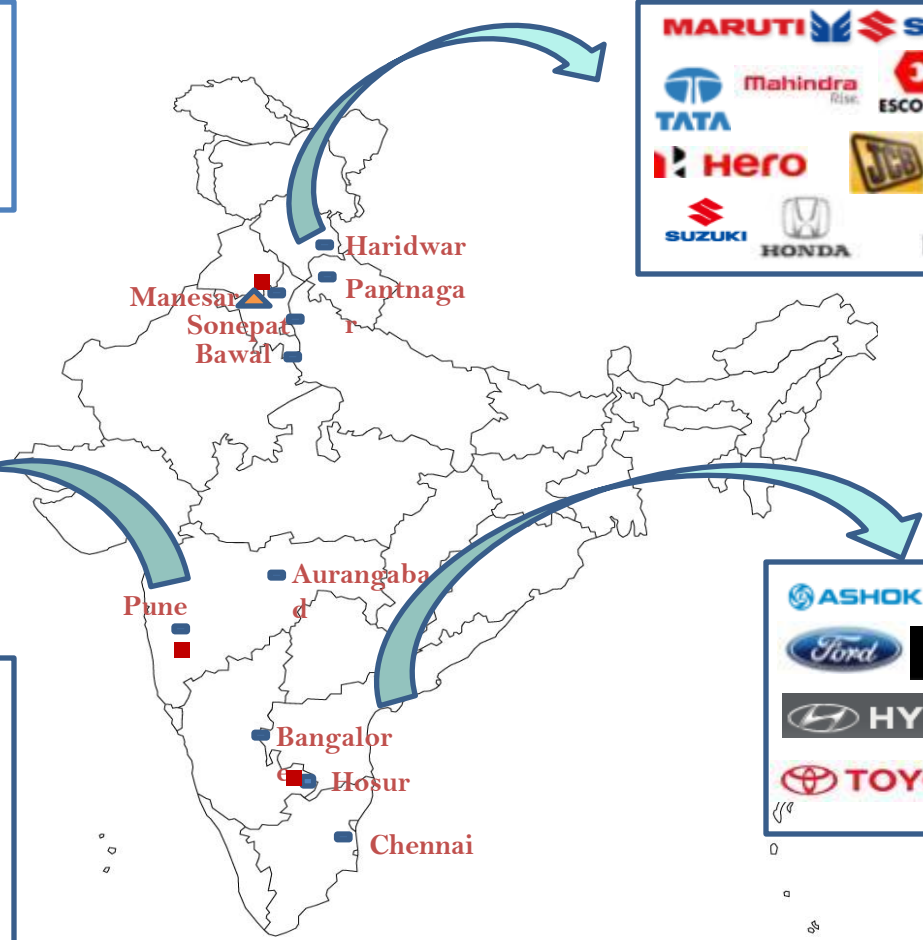 MARUTI S
TATA
Mahindra
Rise.
ESCO
Hero
JCB
SUZUKI
HONDA
Haridwar
Pantnaga
r
Manesar
Sonepat
Bawal
Aurangaba
d
Pune
Bangalor
e
Hosur
Chennai
ASHOK
Ford
HY
TOY